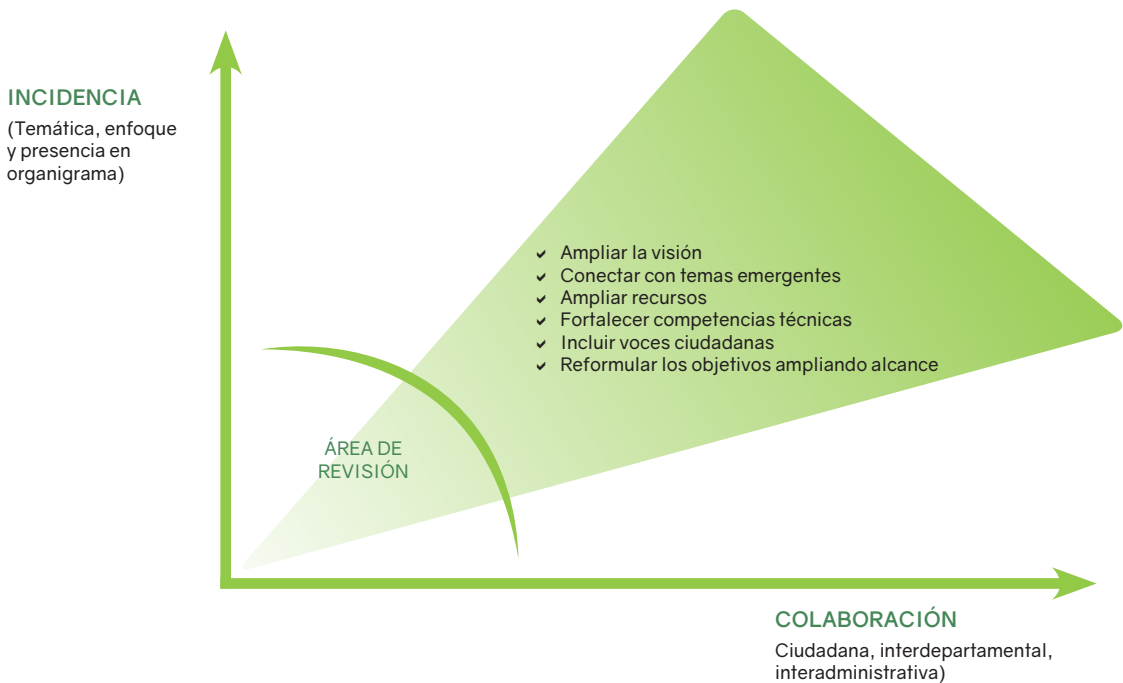 INCIDENCIA
(Temática, enfoque
y presencia en
organigrama)
✓ Ampliar la visión
✓ Conectar con temas emergentes
✓ Ampliar recursos
✓ Fortalecer competencias técnicas
✓ Incluir voces ciudadanas
✓ Reformular los objetivos ampliando alcance
ÁREA DE
REVISIÓN
COLABORACIÓN
Ciudadana, interdepartamental,
interadministrativa)